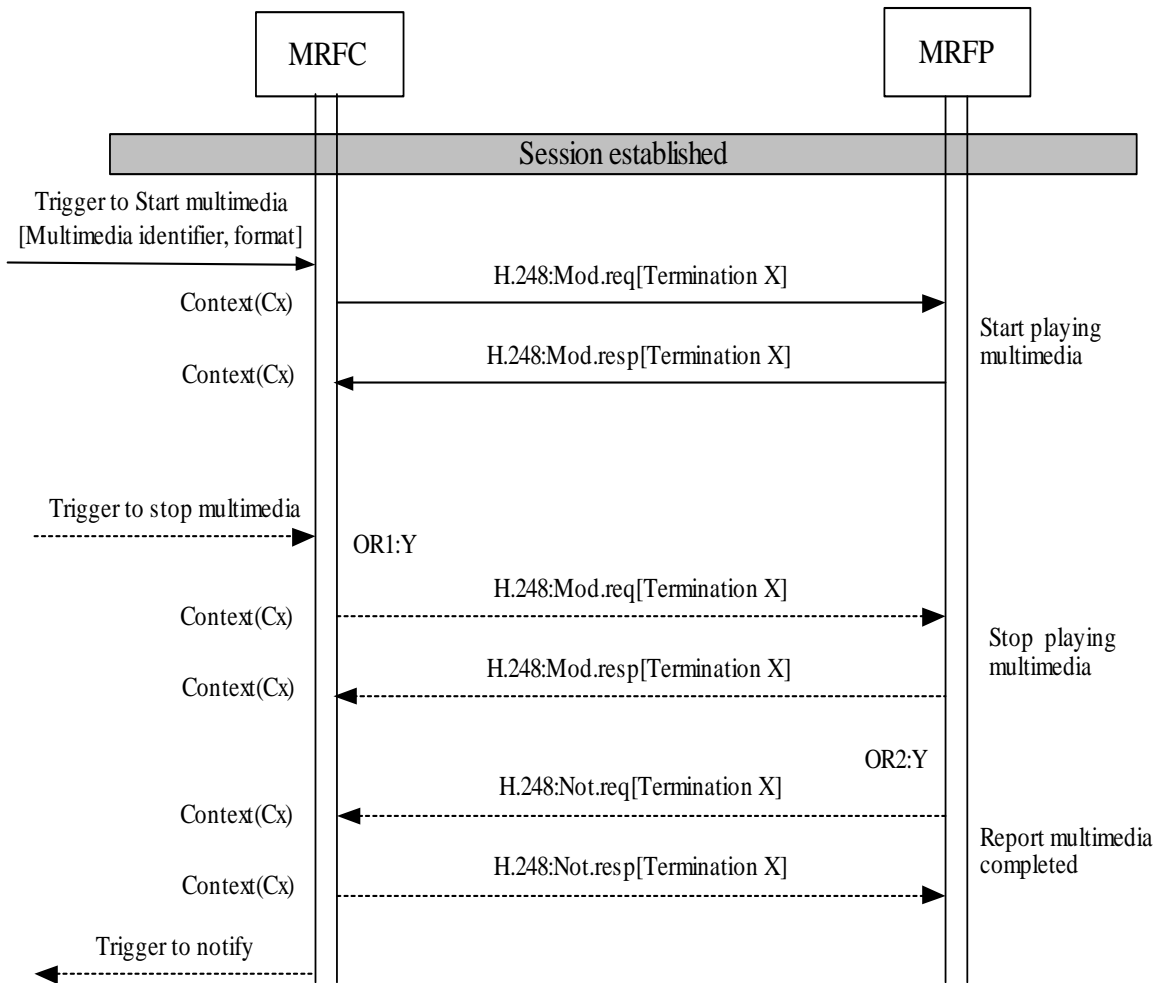 MRFC
MRFP
Session established
Trigger to Start multimedia
[Multimedia identifier, format]
H.248:Mod.req[Termination X]
Context(Cx)
Start playing
multimedia
H.248:Mod.resp[Termination X]
Context(Cx)
Trigger to stop multimedia
OR1:Y
H.248:Mod.req[Termination X]
Context(Cx)
Stop playing
multimedia
H.248:Mod.resp[Termination X]
Context(Cx)
OR2:Y
H.248:Not.req[Termination X]
Context(Cx)
Report multimedia
completed
H.248:Not.resp[Termination X]
Context(Cx)
Trigger to notify